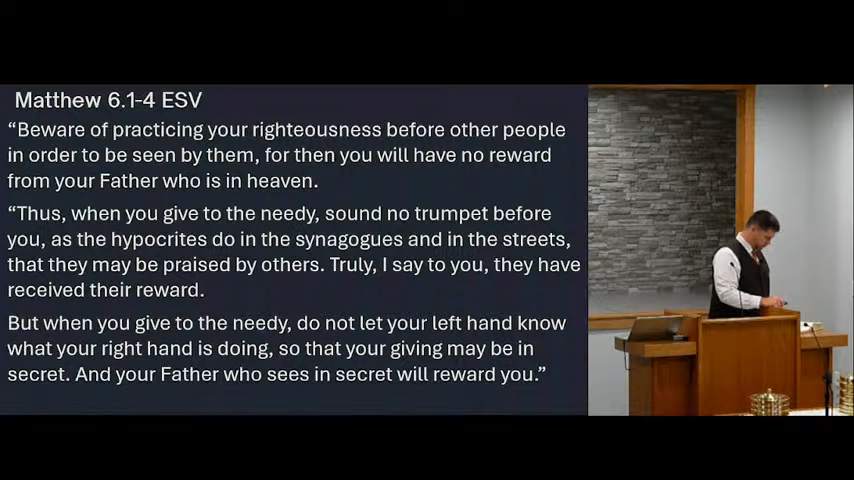 Matthew 6.1-4 ESV
“Beware of practicing your righteousness before other people
in order to be seen by them, for then you will have no reward
from your Father who is in heaven.
“Thus, when you give to the needy, sound no trumpet before
you, as the hypocrites do in the synagogues and in the streets,
that they may be praised by others. Truly, I say to you, they have
received their reward.
But when you give to the needy, do not let your left hand know
what your right hand is doing, so that your giving may be in
secret. And your Father who sees in secret will reward you.”